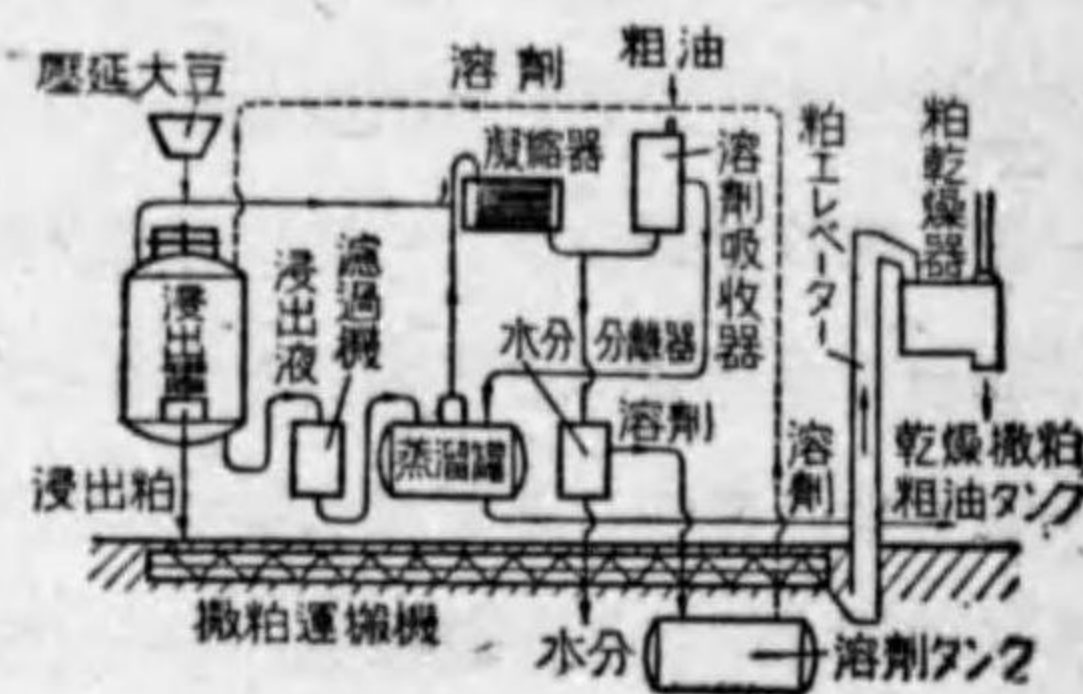 壓延大豆
溶劑
粗油
凝縮器
溶劑吸收器
粕エレベーター
粕乾燥器
浸出罐
浸出液
濾過機
水分分離器
蒸溜罐
溶劑
溶劑
乾燥撒粕
粗油タンク
浸出粕
撒粕運搬機
水分
溶劑タンク